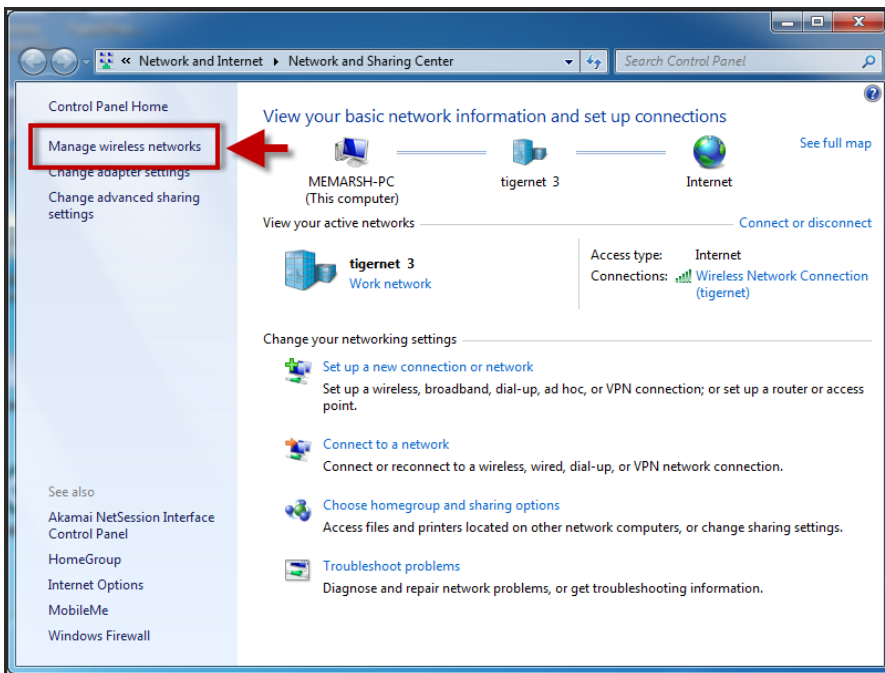 « Network and Internet ▸ Network and Sharing Center
Search Control Panel
Control Panel Home
Manage wireless networks
Change adapter settings
Change advanced sharing
settings
View your basic network information and set up connections
See full map
MEMARSH-PC
(This computer)
tigernet 3
Internet
View your active networks
Connect or disconnect
tigernet 3
Work network
Access type: Internet
Connections: Wireless Network Connection
(tigernet)
Change your networking settings
Set up a new connection or network
Set up a wireless, broadband, dial-up, ad hoc, or VPN connection; or set up a router or access
point.
Connect to a network
Connect or reconnect to a wireless, wired, dial-up, or VPN network connection.
Choose homegroup and sharing options
Access files and printers located on other network computers, or change sharing settings.
Troubleshoot problems
Diagnose and repair network problems, or get troubleshooting information.
See also
Akamai NetSession Interface
Control Panel
HomeGroup
Internet Options
MobileMe
Windows Firewall